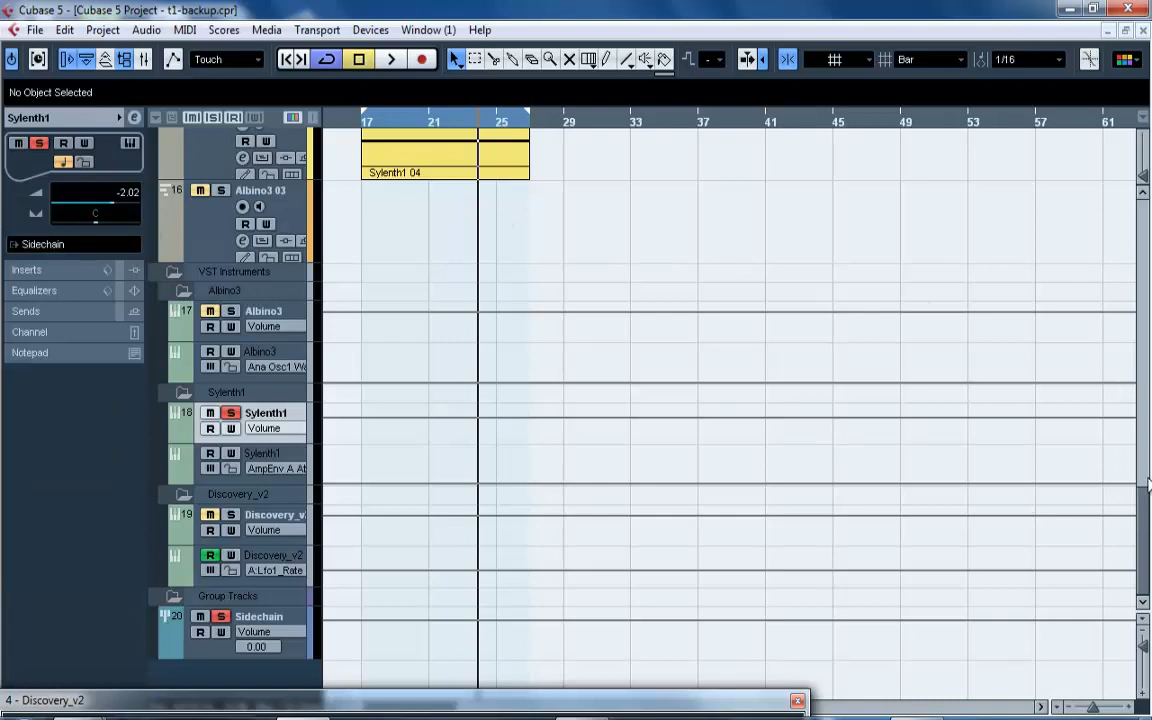 Cubase 5 - [Cubase 5 Project - t1-backup.cpr]
File Edit Project Audio MIDI Scores Media Transport Devices Window (1) Help
Touch - Bar 1/16
No Object Selected
Sylenth1 e [M] [S] [R] [W] 17 21 25 29 33 37 41 45 49 53 57 61
M S R W
R W
e
Sylenth1 04
-2.02
C
16 M S Albino3 03
R W
e
Sidechain
Inserts
Equalizers
Sends
Channel
Notepad
VST Instruments
Albino3
17 M S Albino3
R W Volume
R W Albino3
Ana Osc1 Wa
Sylenth1
18 M S Sylenth1
R W Volume
R W Sylenth1
AmpEnv A At
Discovery_v2
19 M S Discovery_v
R W Volume
R W Discovery_v2
A:Lfo1_Rate
Group Tracks
20 M S Sidechain
R W Volume
0.00
4 - Discovery_v2